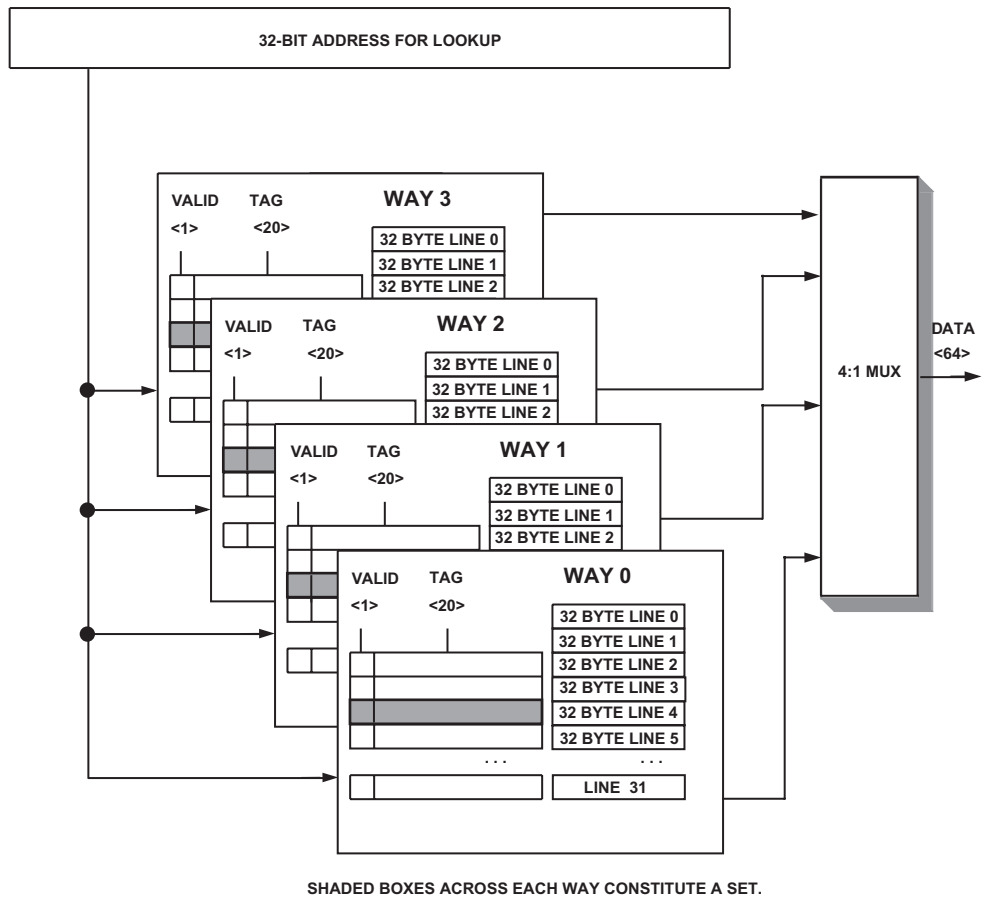 32-BIT ADDRESS FOR LOOKUP
VALID TAG WAY 3
<1> <20>
32 BYTE LINE 0
32 BYTE LINE 1
32 BYTE LINE 2
VALID TAG WAY 2
<1> <20>
32 BYTE LINE 0
32 BYTE LINE 1
32 BYTE LINE 2
VALID TAG WAY 1
<1> <20>
32 BYTE LINE 0
32 BYTE LINE 1
32 BYTE LINE 2
VALID TAG WAY 0
<1> <20>
32 BYTE LINE 0
32 BYTE LINE 1
32 BYTE LINE 2
32 BYTE LINE 3
32 BYTE LINE 4
32 BYTE LINE 5
... ...
LINE 31
4:1 MUX
DATA
<64>
SHADED BOXES ACROSS EACH WAY CONSTITUTE A SET.